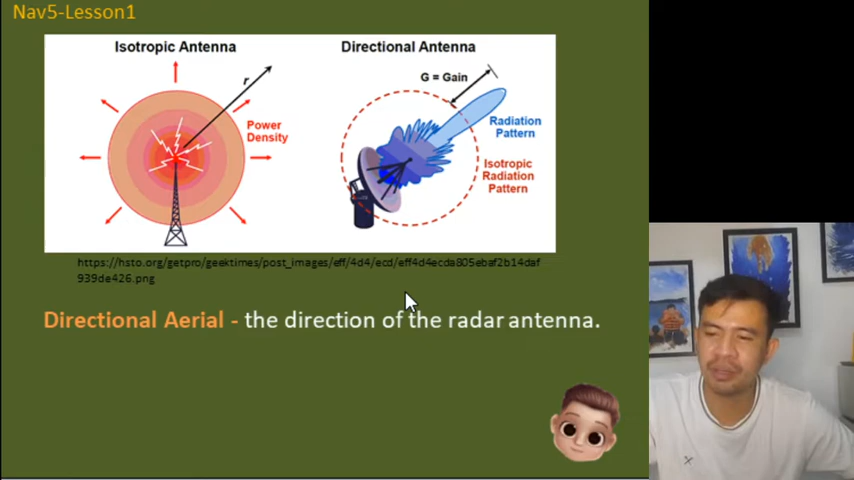 Nav5-Lesson1
Isotropic Antenna
Directional Antenna
r
G = Gain
Power
Density
Radiation
Pattern
Isotropic
Radiation
Pattern
https://hsto.org/getpro/geektimes/post_images/eff/4d4/ecd/eff4d4ecda805ebaf2b14daf
939de426.png
Directional Aerial - the direction of the radar antenna.